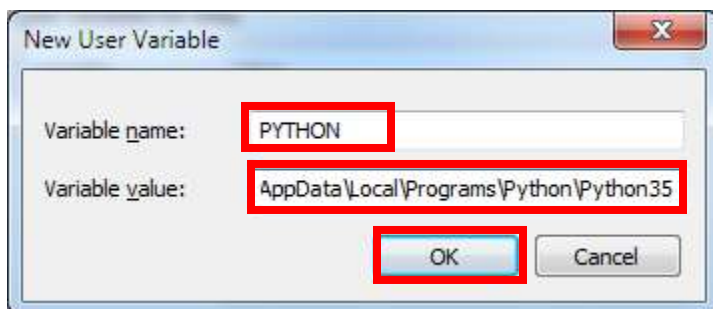 New User Variable
Variable name: PYTHON
Variable value: AppData\Local\Programs\Python\Python35
OK Cancel